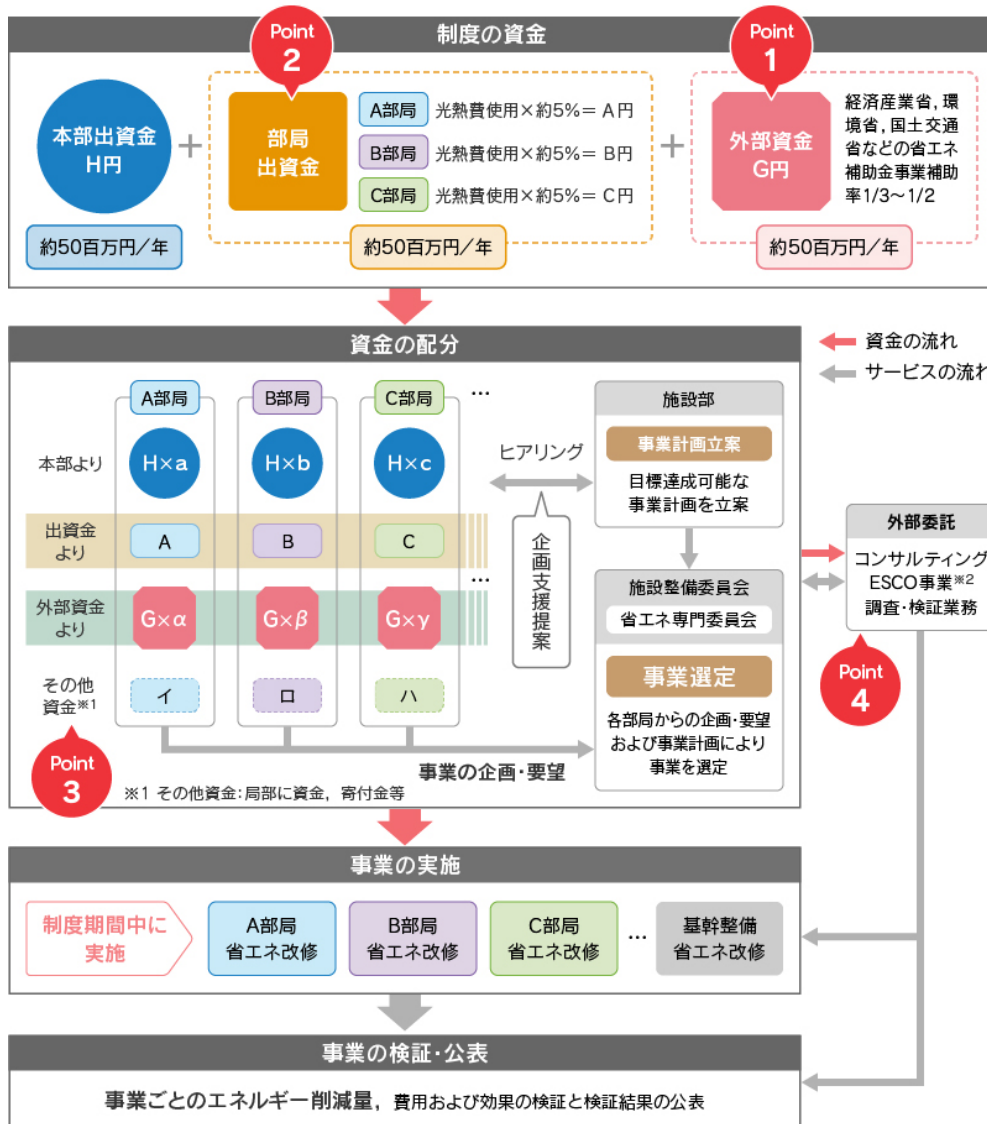 制度の資金
Point
2
Point
1
本部出資金
H円
+
部局
出資金
A部局 光熱費使用×約5%= A円
B部局 光熱費使用×約5%= B円
C部局 光熱費使用×約5%= C円
+
外部資金
G円
経済産業省, 環
境省, 国土交通
省などの省エネ
補助金事業補助
率1/3~1/2
約50百万円/年
約50百万円/年
約50百万円/年
資金の配分
資金の流れ
サービスの流れ
A部局
B部局
C部局
…
本部より
H×a
H×b
H×c
出資金
より
A
B
C
…
外部資金
より
G×α
G×β
G×γ
その他
資金※1
イ
ロ
ハ
Point
3
※1 その他資金:局部に資金, 寄付金等
事業の企画・要望
ヒアリング
企画支援提案
施設部
事業計画立案
目標達成可能な
事業計画を立案
施設整備委員会
省エネ専門委員会
事業選定
各部局からの企画・要望
および事業計画により
事業を選定
外部委託
コンサルティング
ESCO事業※2
調査・検証業務
Point
4
事業の実施
制度期間中に
実施
A部局
省エネ改修
B部局
省エネ改修
C部局
省エネ改修
…
基幹整備
省エネ改修
事業の検証・公表
事業ごとのエネルギー削減量, 費用および効果の検証と検証結果の公表